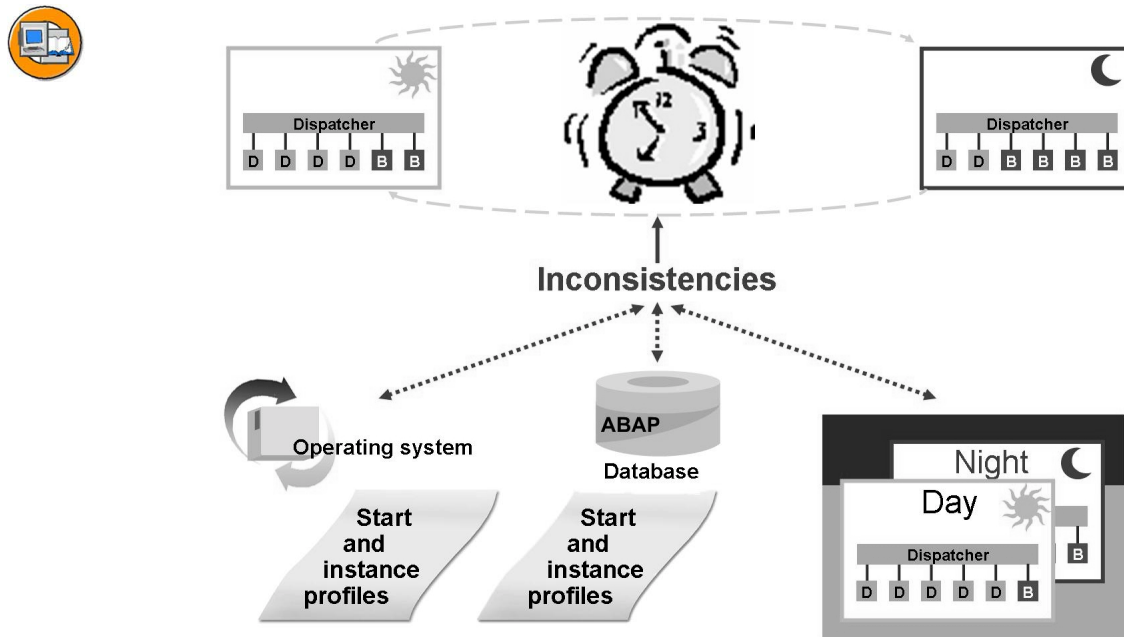 Dispatcher
D D D D B B
12
3
Dispatcher
D D B B B B
Inconsistencies
Operating system
ABAP
Database
Start
and
instance
profiles
Start
and
instance
profiles
Night
B
Day
Dispatcher
D D D D D B